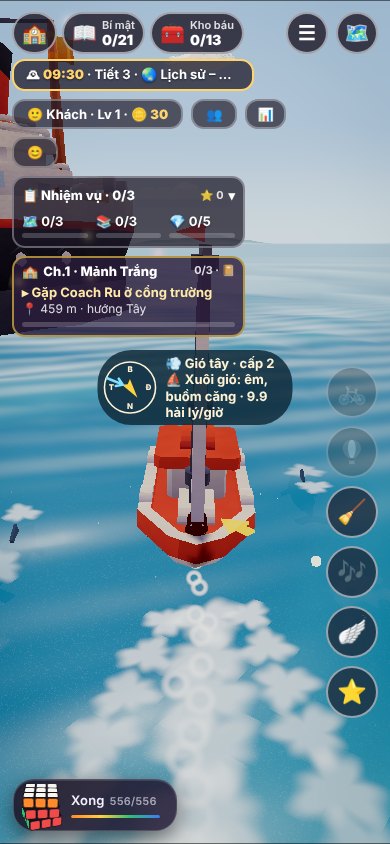 Bí mật
0/21
Kho báu
0/13
09:30 · Tiết 3 · Lịch sử – ...
Khách · Lv 1 · 30
Nhiệm vụ · 0/3
0 ▾
0/3
0/3
0/5
Ch.1 · Mảnh Trắng
0/3 ·
▸ Gặp Coach Ru ở cổng trường
459 m · hướng Tây
B
T
Đ
N
Gió tây · cấp 2
Xuôi gió: êm,
buồm căng · 9.9
hải lý/giờ
Xong 556/556